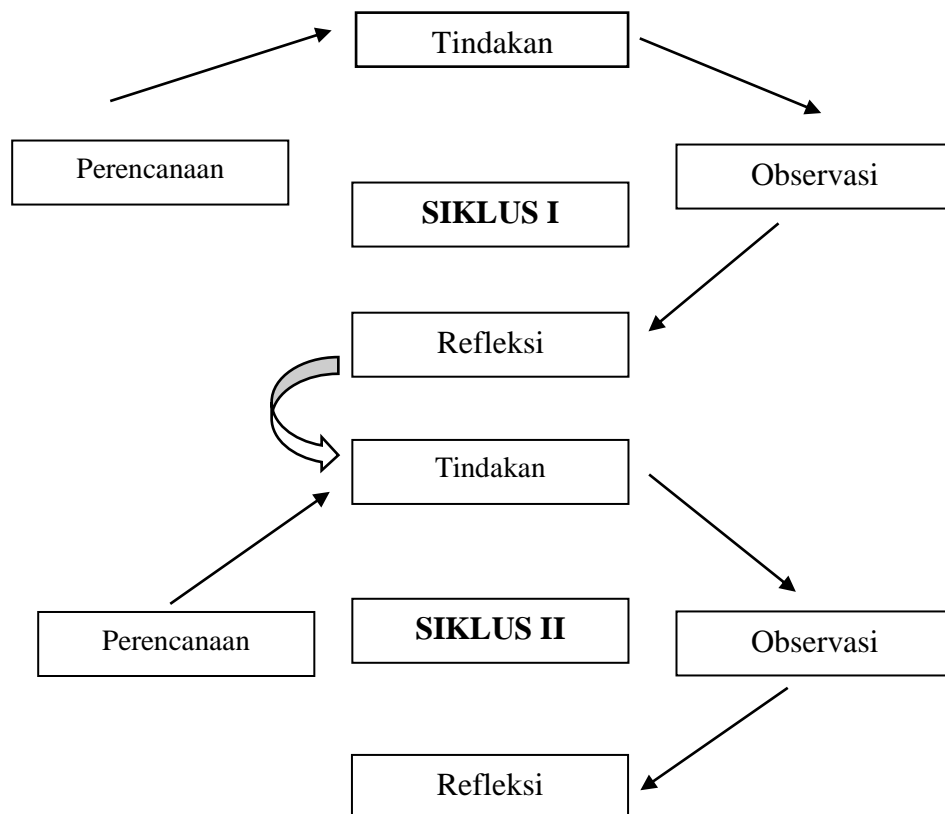 Tindakan
Perencanaan
Observasi
SIKLUS I
Refleksi
Tindakan
Perencanaan
SIKLUS II
Observasi
Refleksi